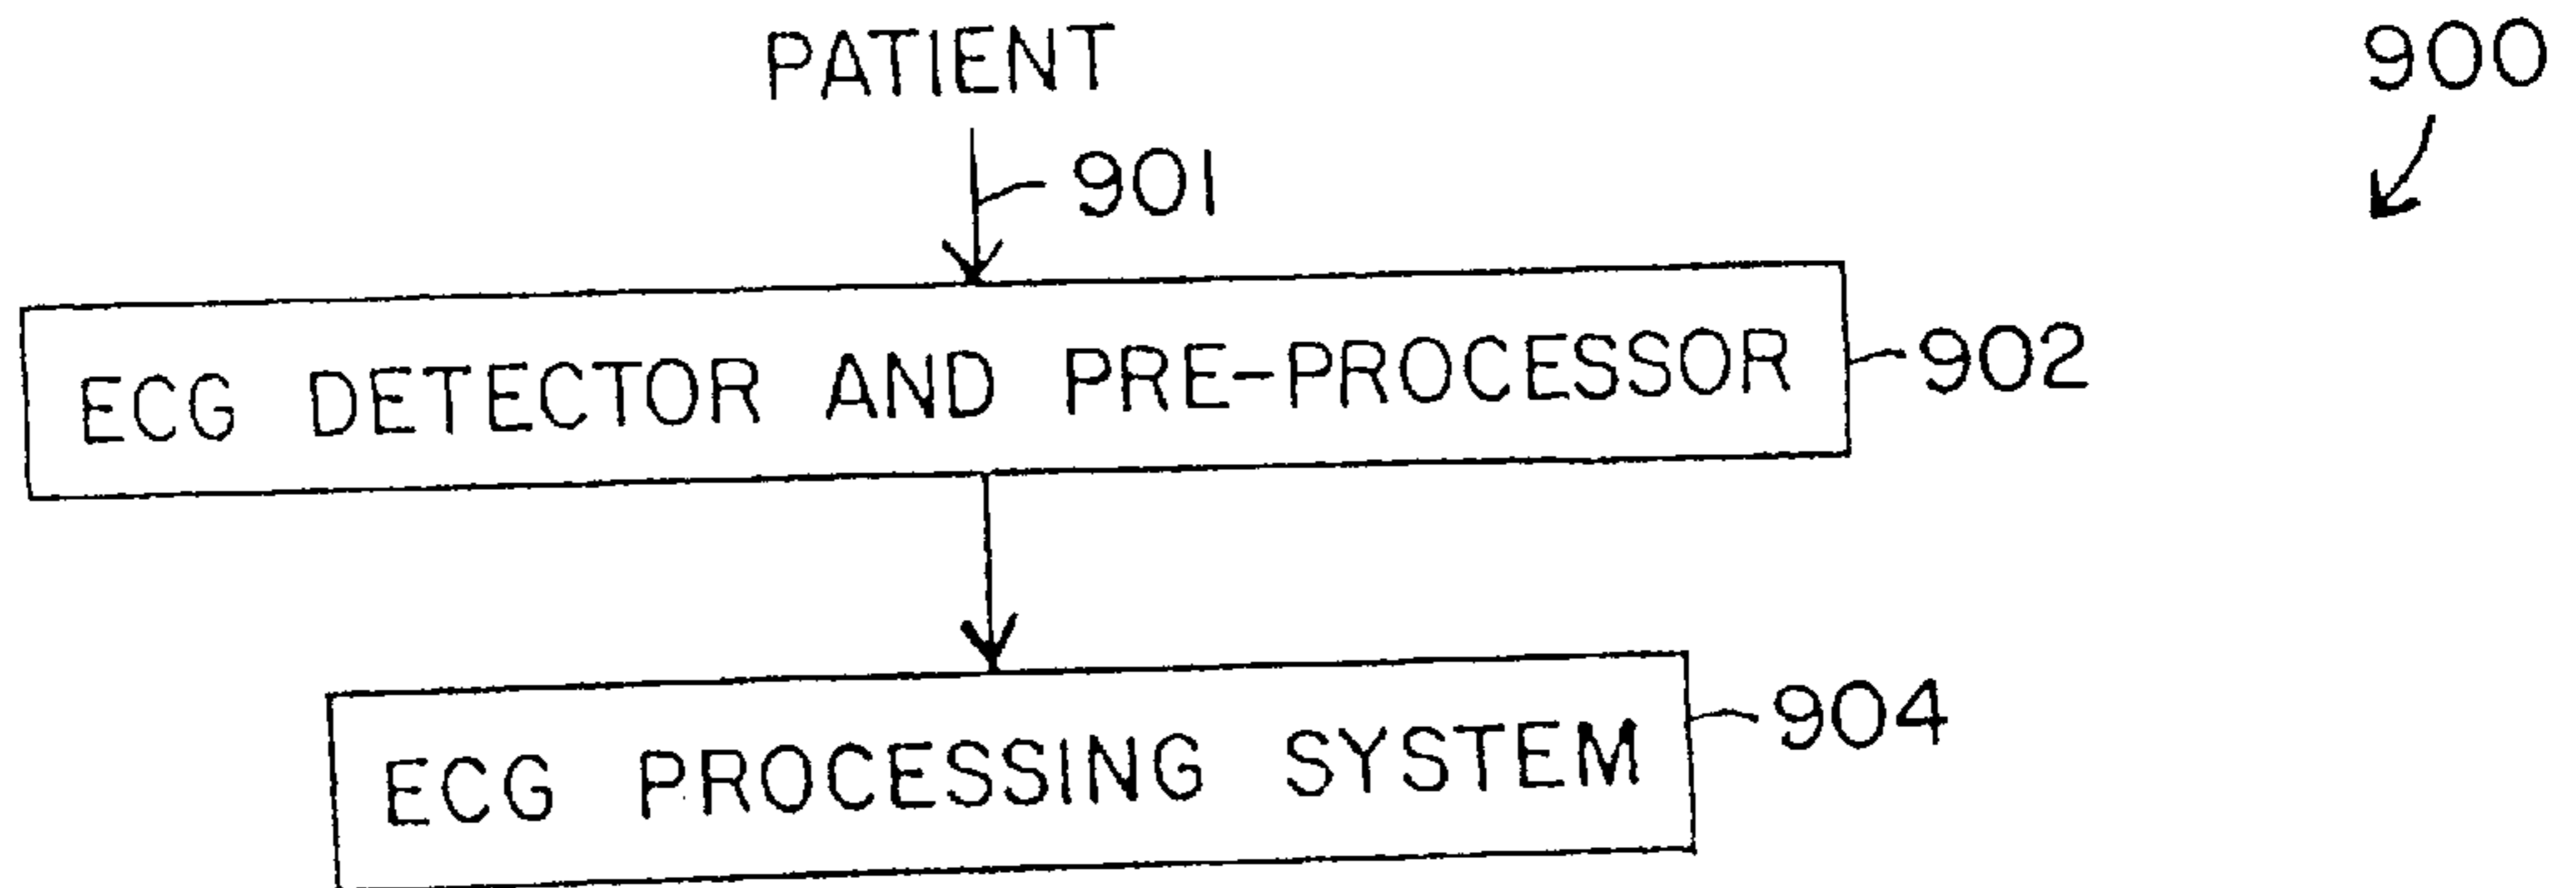 PATIENT
900
901
ECG DETECTOR AND PRE-PROCESSOR
902
ECG PROCESSING SYSTEM
904